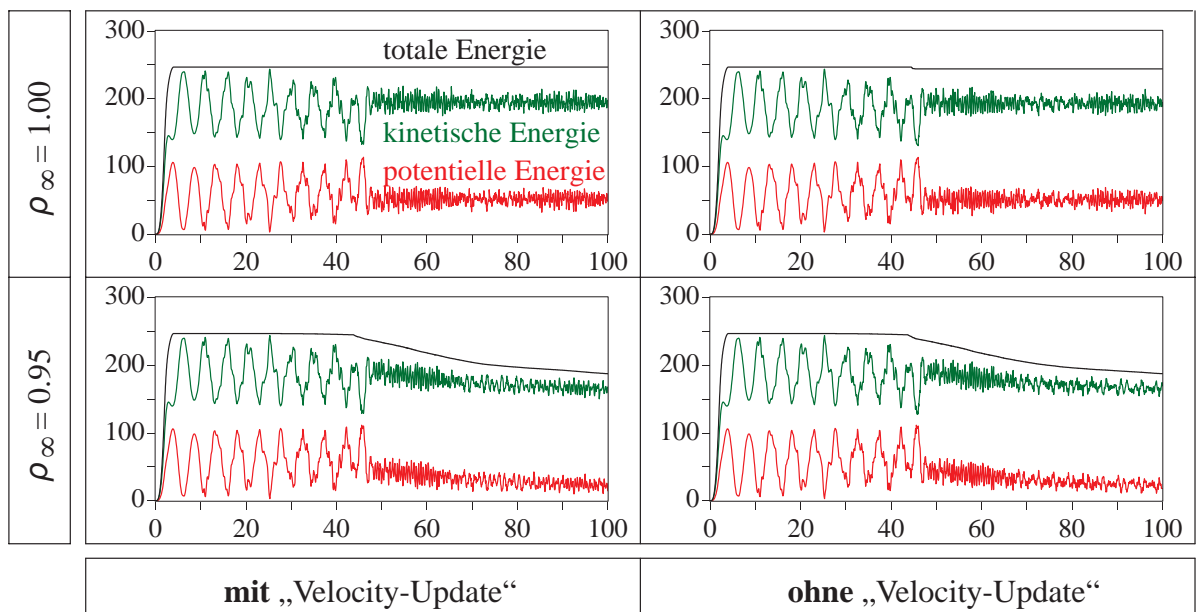 ρ∞ = 1.00
300
200
100
0
0 20 40 60 80 100
totale Energie
kinetische Energie
potentielle Energie
300
200
100
0
0 20 40 60 80 100
ρ∞ = 0.95
300
200
100
0
0 20 40 60 80 100
300
200
100
0
0 20 40 60 80 100
mit „Velocity-Update“
ohne „Velocity-Update“